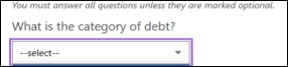 You must answer all questions unless they are marked optional.
What is the category of debt?
--select--